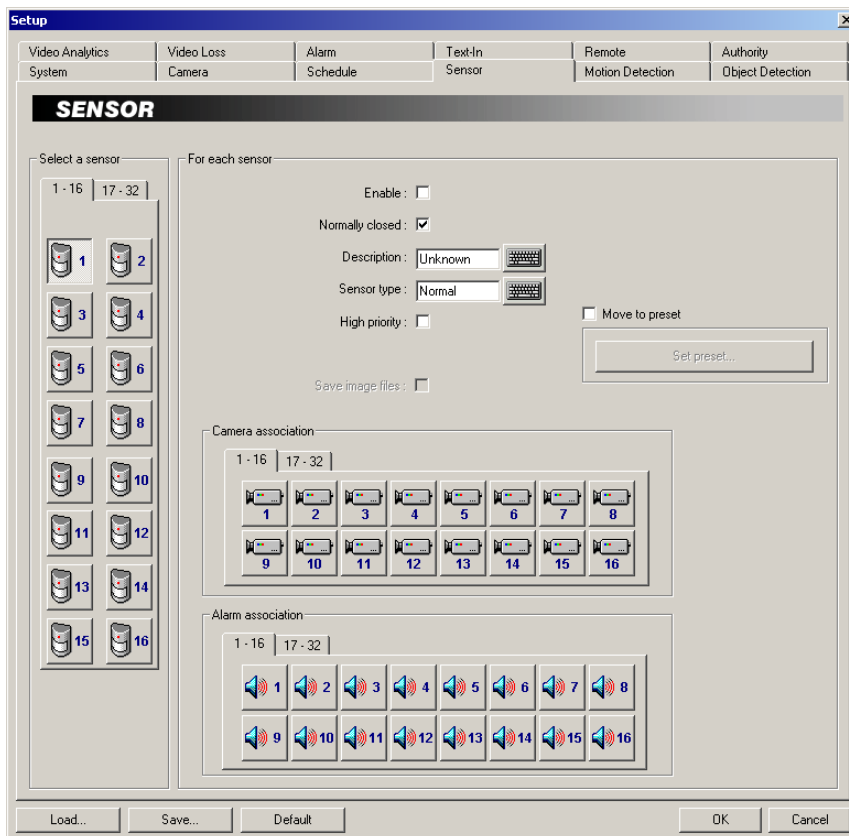 Setup
Video Analytics Video Loss Alarm Text-In Remote Authority
System Camera Schedule Sensor Motion Detection Object Detection
SENSOR
Select a sensor
1 - 16 17 - 32
1 2
3 4
5 6
7 8
9 10
11 12
13 14
15 16
For each sensor
Enable :
Normally closed :
Description : Unknown
Sensor type : Normal
High priority :
Move to preset
Set preset...
Save image files :
Camera association
1 - 16 17 - 32
1 2 3 4 5 6 7 8
9 10 11 12 13 14 15 16
Alarm association
1 - 16 17 - 32
1 2 3 4 5 6 7 8
9 10 11 12 13 14 15 16
Load... Save... Default OK Cancel